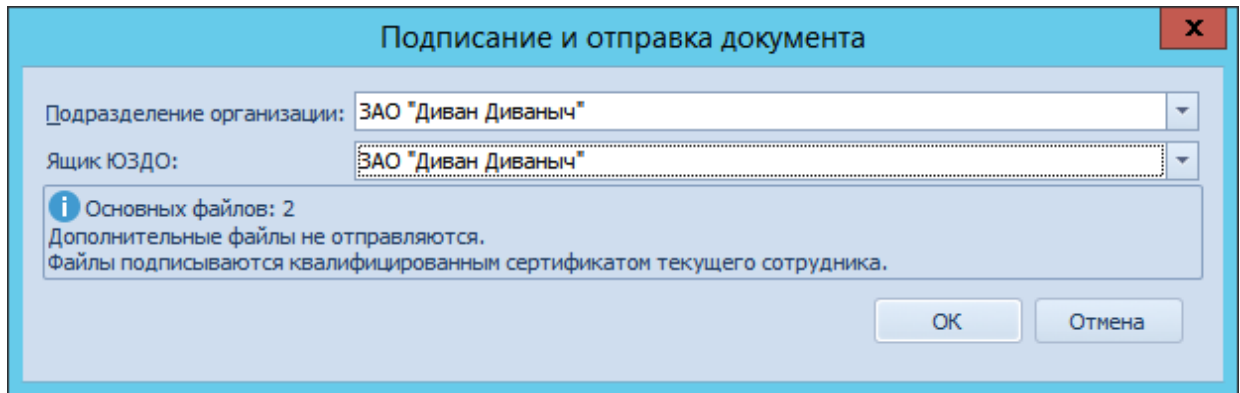 Подписание и отправка документа
x
Подразделение организации: ЗАО "Диван Диваныч"
Ящик ЮЗДО: ЗАО "Диван Диваныч"
i Основных файлов: 2
Дополнительные файлы не отправляются.
Файлы подписываются квалифицированным сертификатом текущего сотрудника.
ОК Отмена